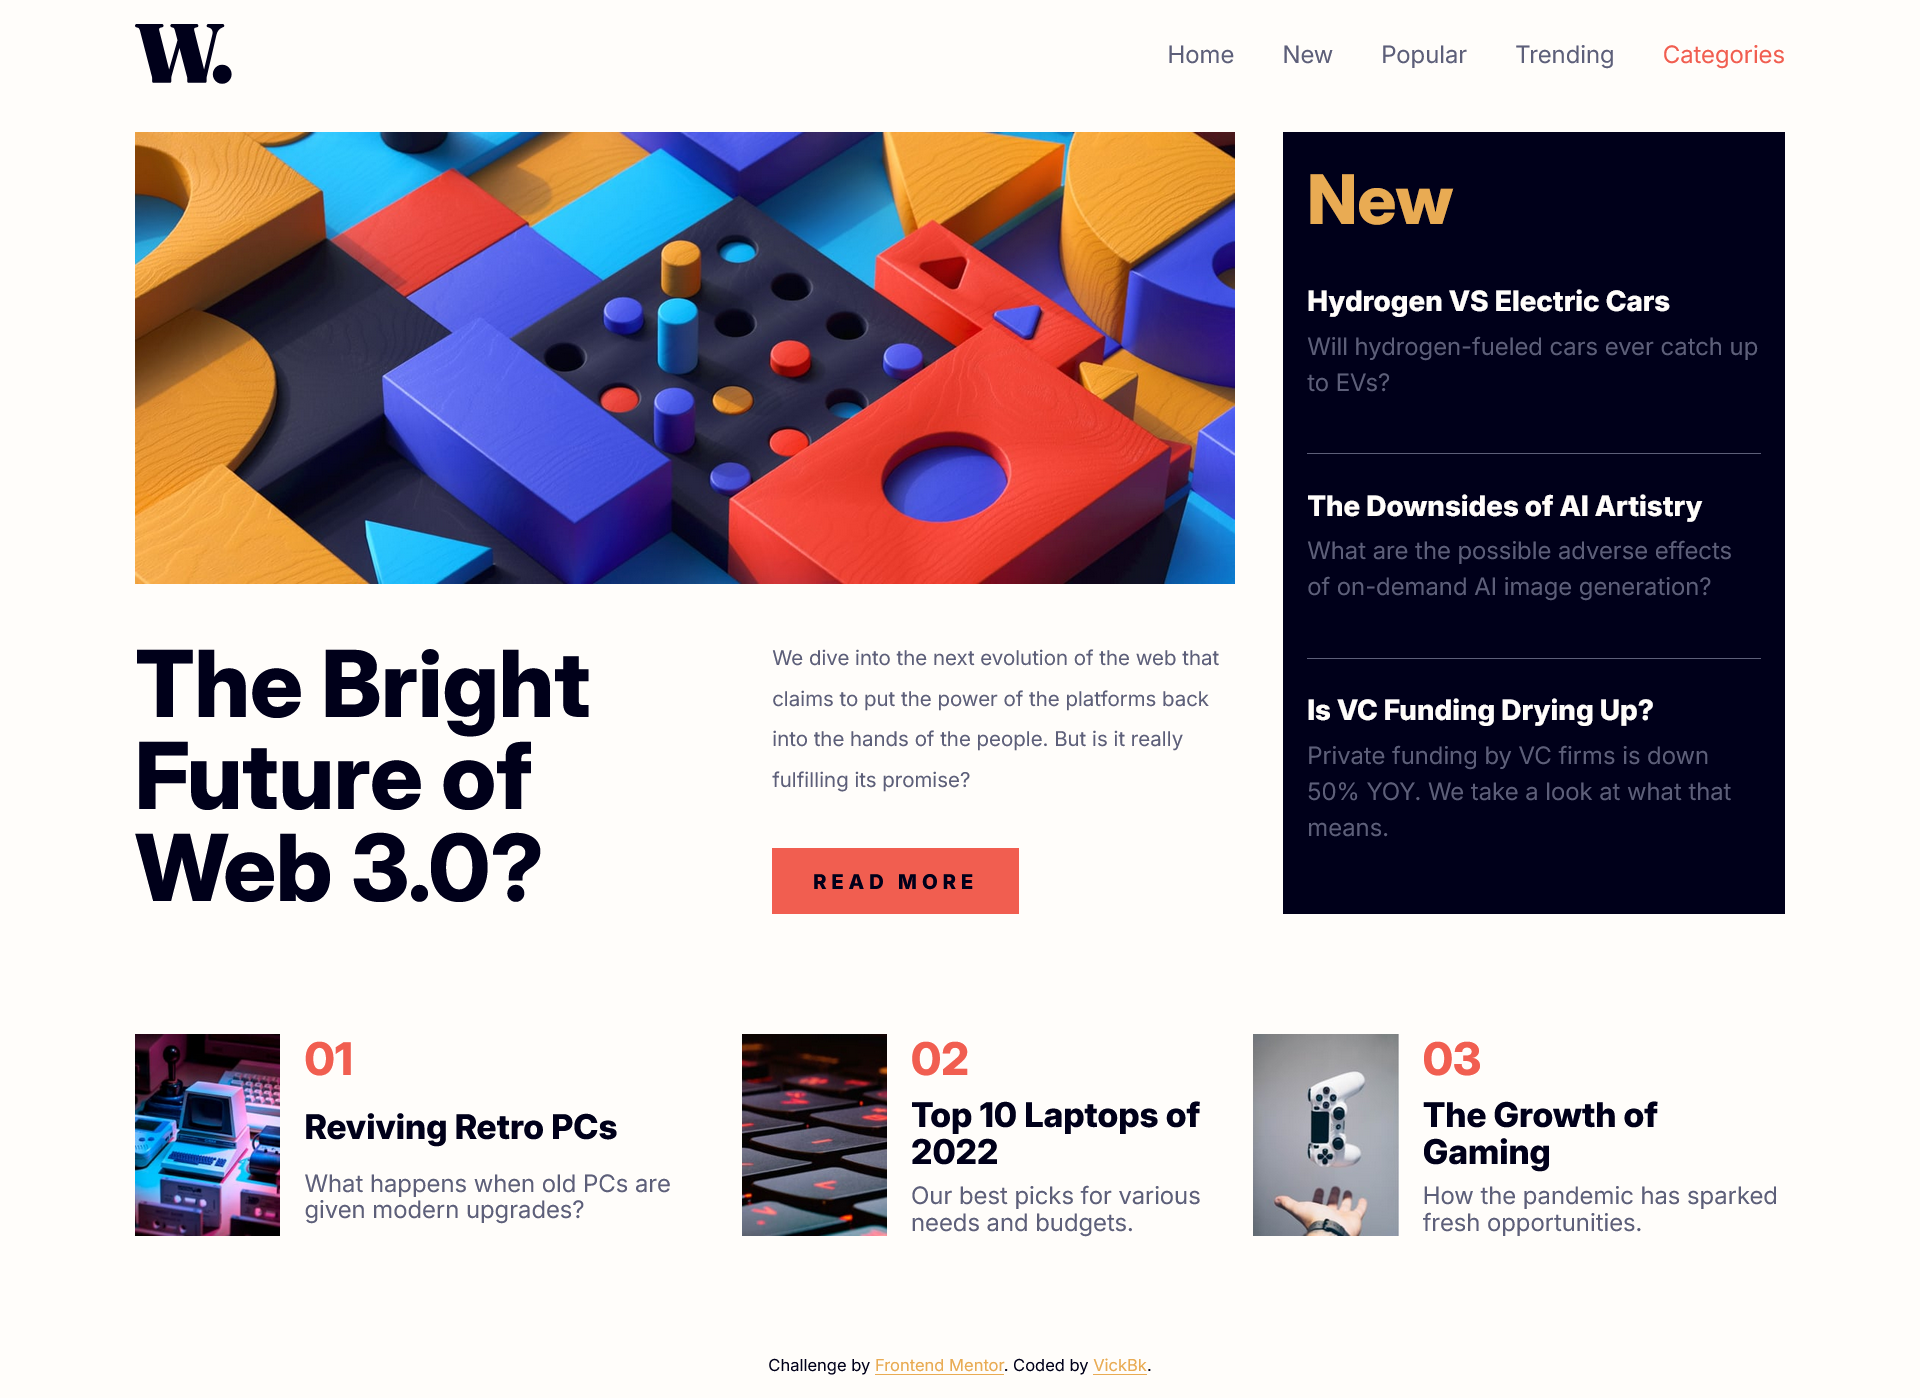 W.
Home New Popular Trending Categories
New
Hydrogen VS Electric Cars
Will hydrogen-fueled cars ever catch up
to EVs?
The Downsides of AI Artistry
What are the possible adverse effects
of on-demand AI image generation?
Is VC Funding Drying Up?
Private funding by VC firms is down
50% YOY. We take a look at what that
means.
The Bright
Future of
Web 3.0?
We dive into the next evolution of the web that
claims to put the power of the platforms back
into the hands of the people. But is it really
fulfilling its promise?
READ MORE
01
Reviving Retro PCs
What happens when old PCs are
given modern upgrades?
02
Top 10 Laptops of
2022
Our best picks for various
needs and budgets.
03
The Growth of
Gaming
How the pandemic has sparked
fresh opportunities.
Challenge by Frontend Mentor. Coded by VickBk.